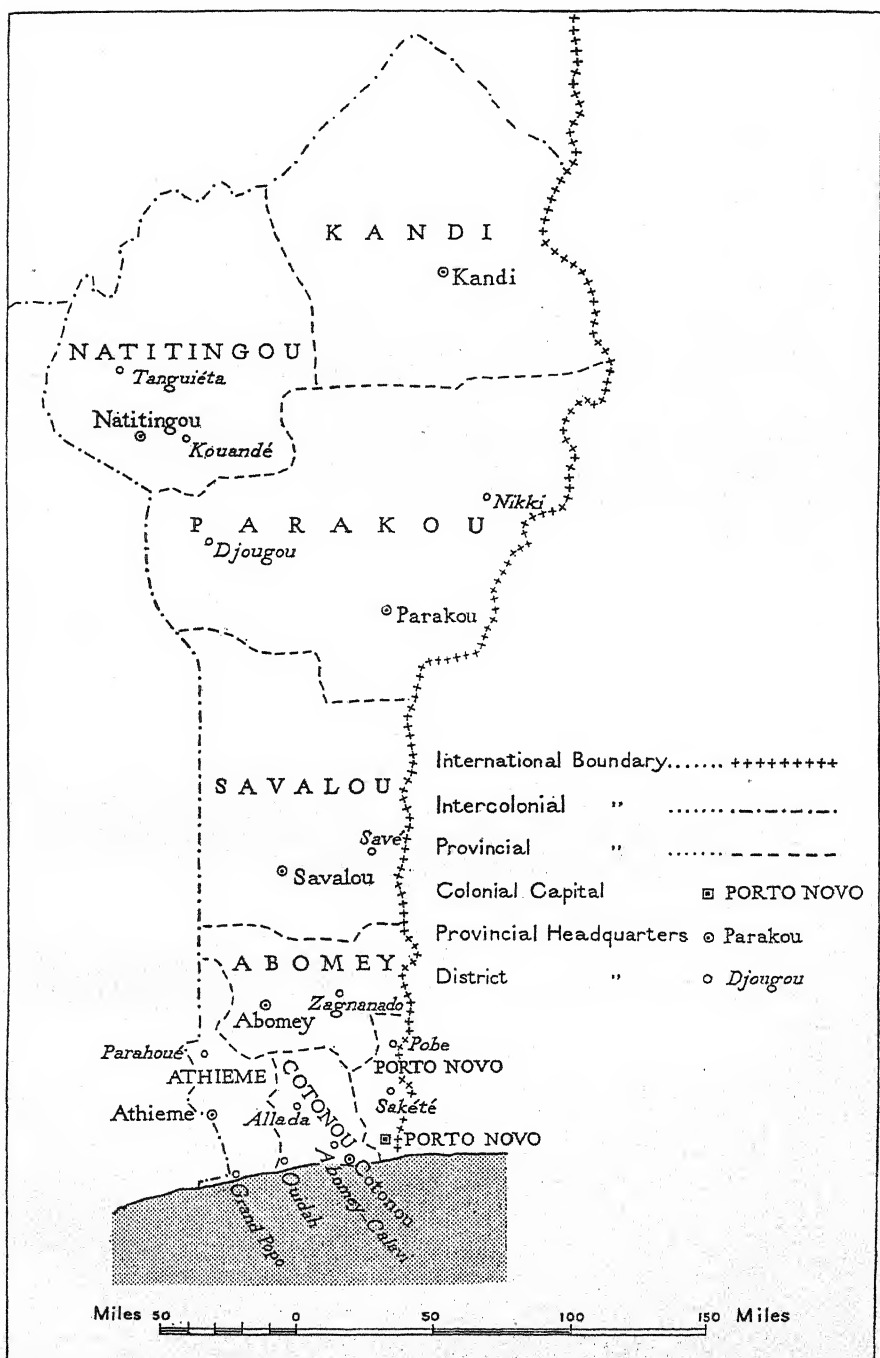 KANDI
Kandi
NATITINGOU
Tanguiéta
Natitingou
Kouandé
Nikki
PARAKOU
Djougou
Parakou
International Boundary....... +++++++++
SAVALOU
Intercolonial " .......
Savé
Provincial " .......
Savalou
Colonial Capital PORTO NOVO
Provincial Headquarters Parakou
ABOMEY
District " Djougou
Zagnanado
Abomey
Pobe
Parahoué
PORTO NOVO
ATHIEME
COTONOU
Sakété
Allada
Athieme
PORTO NOVO
Cotonou
Abomey-Calavi
Ouidah
Grand Popo
Miles 50 0 50 100 150 Miles